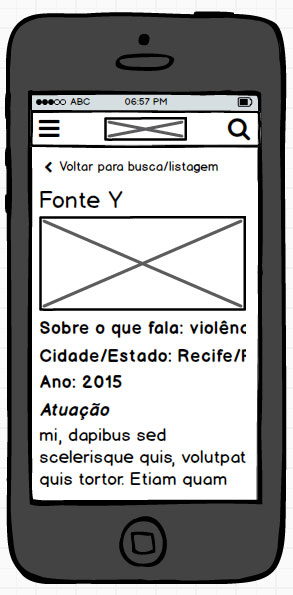 ABC 06:57 PM
Voltar para busca/listagem
Fonte Y
Sobre o que fala: violênc
Cidade/Estado: Recife/F
Ano: 2015
Atuação
mi, dapibus sed
scelerisque quis, volutpat
quis tortor. Etiam quam